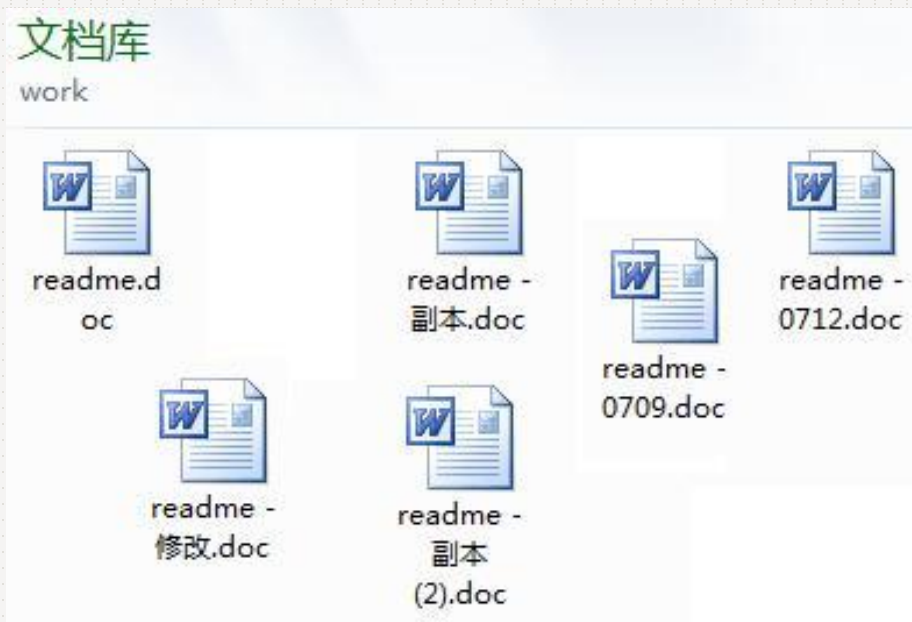 文档库
work
readme.d
oc
readme -
副本.doc
readme -
0709.doc
readme -
0712.doc
readme -
修改.doc
readme -
副本
(2).doc